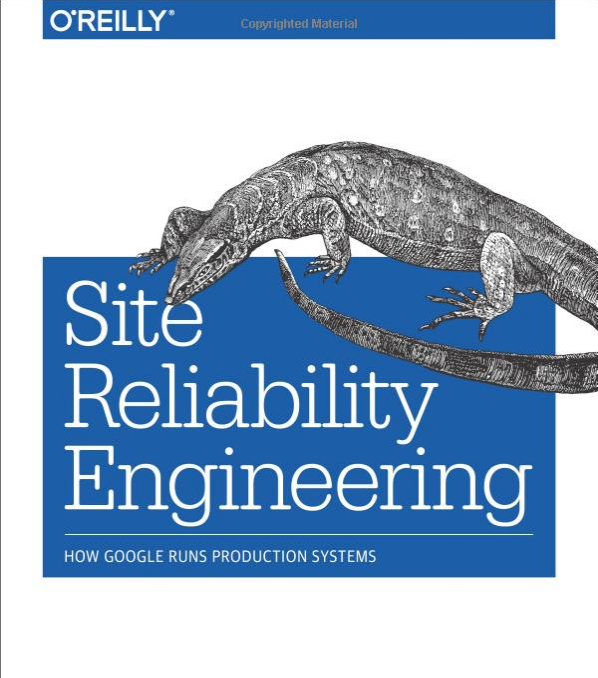 O'REILLY®
Copyrighted Material
Site
Reliability
Engineering
HOW GOOGLE RUNS PRODUCTION SYSTEMS